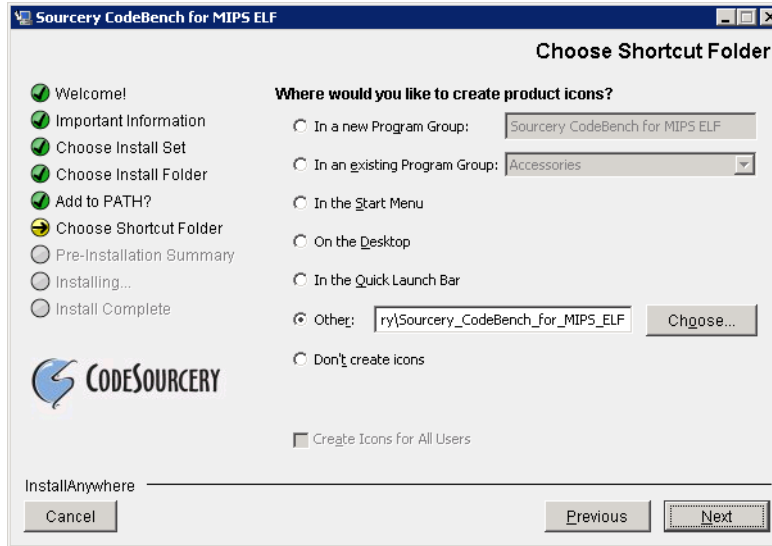 Sourcery CodeBench for MIPS ELF
Choose Shortcut Folder
Welcome!
Important Information
Choose Install Set
Choose Install Folder
Add to PATH?
Choose Shortcut Folder
Pre-Installation Summary
Installing...
Install Complete
CODESOURCERY
Where would you like to create product icons?
In a new Program Group: Sourcery CodeBench for MIPS ELF
In an existing Program Group: Accessories
In the Start Menu
On the Desktop
In the Quick Launch Bar
Other: ry\Sourcery_CodeBench_for_MIPS_ELF Choose...
Don't create icons
Create Icons for All Users
InstallAnywhere
Cancel Previous Next